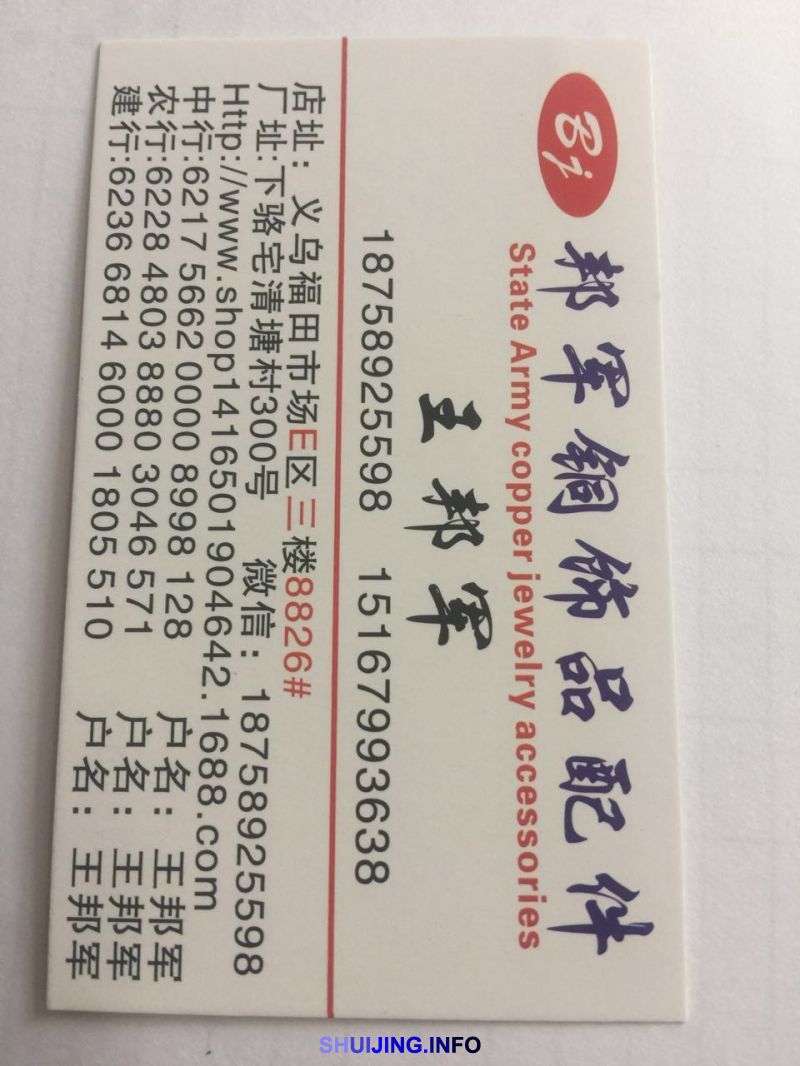 Bj
邦军铜饰品配件
State Army copper jewelry accessories
王邦军
18758925598 15167993638
店址：义乌福田市场E区三楼8826#
厂址:下骆宅清塘村300号 微信：18758925598
Http://www.shop1416501904642.1688.com
中行:6217 5662 0000 8998 128 户名：王邦军
农行:6228 4803 8880 3046 571 户名：王邦军
建行:6236 6814 6000 1805 510 户名：王邦军
SHUIJING.INFO